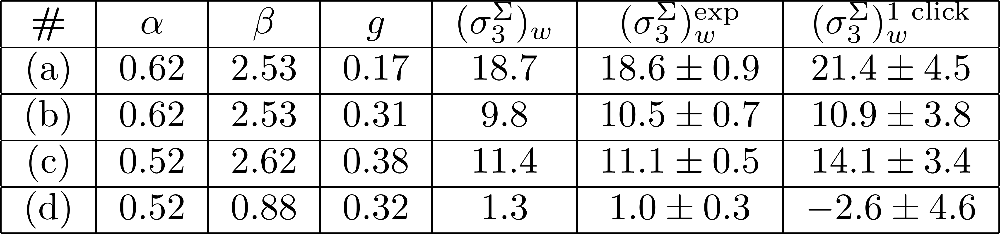 # α β g (σ₃^Σ)_w (σ₃^Σ)_w^exp (σ₃^Σ)_w^1 click
(a) 0.62 2.53 0.17 18.7 18.6 ± 0.9 21.4 ± 4.5
(b) 0.62 2.53 0.31 9.8 10.5 ± 0.7 10.9 ± 3.8
(c) 0.52 2.62 0.38 11.4 11.1 ± 0.5 14.1 ± 3.4
(d) 0.52 0.88 0.32 1.3 1.0 ± 0.3 −2.6 ± 4.6